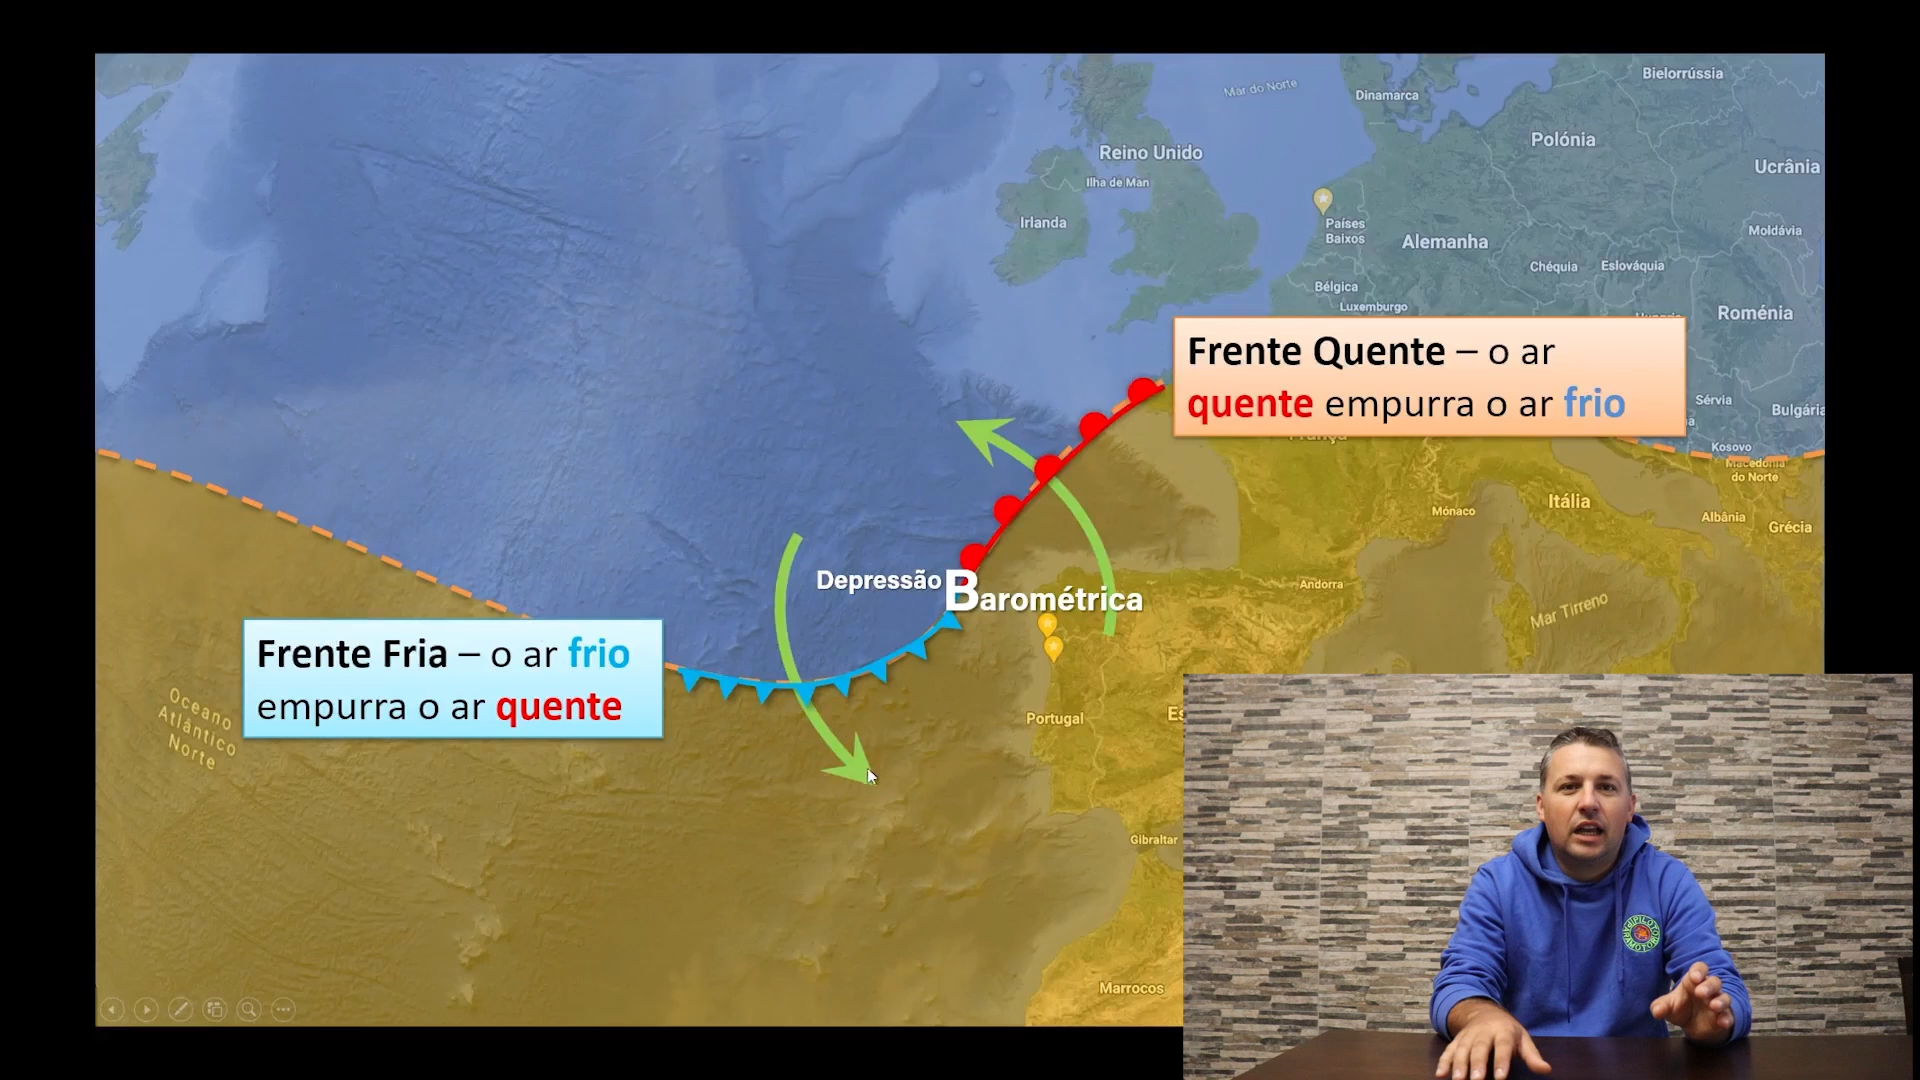 Bielorrússia
Mar do Norte
Dinamarca
Polónia
Reino Unido
Ucrânia
Ilha de Man
Irlanda
Países
Baixos
Alemanha
Moldávia
Chéquia
Eslováquia
Bélgica
Luxemburgo
Roménia
Frente Quente – o ar
quente empurra o ar frio
Sérvia
Bulgária
França
Kosovo
Macedónia
do Norte
Itália
Mónaco
Albânia
Grécia
Depressão Barométrica
Andorra
Mar Tirreno
Frente Fria – o ar frio
empurra o ar quente
Oceano
Atlântico
Norte
Portugal
Es
Gibraltar
Marrocos